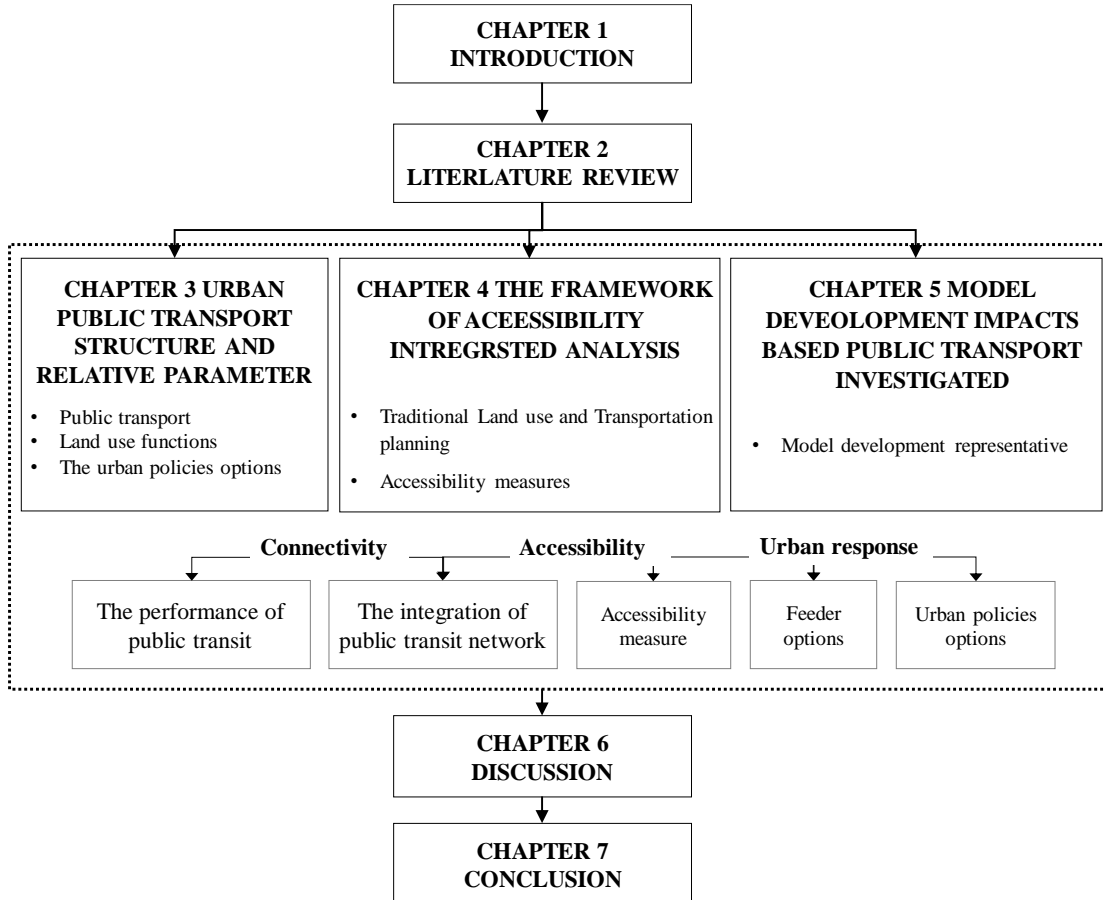 CHAPTER 1
INTRODUCTION
CHAPTER 2
LITERLATURE REVIEW
CHAPTER 3 URBAN
PUBLIC TRANSPORT
STRUCTURE AND
RELATIVE PARAMETER
• Public transport
• Land use functions
• The urban policies options
CHAPTER 4 THE FRAMEWORK
OF ACEESSIBILITY
INTREGRSTED ANALYSIS
• Traditional Land use and Transportation
planning
• Accessibility measures
CHAPTER 5 MODEL
DEVEOLOPMENT IMPACTS
BASED PUBLIC TRANSPORT
INVESTIGATED
• Model development representative
Connectivity
Accessibility
Urban response
The performance of
public transit
The integration of
public transit network
Accessibility
measure
Feeder
options
Urban policies
options
CHAPTER 6
DISCUSSION
CHAPTER 7
CONCLUSION